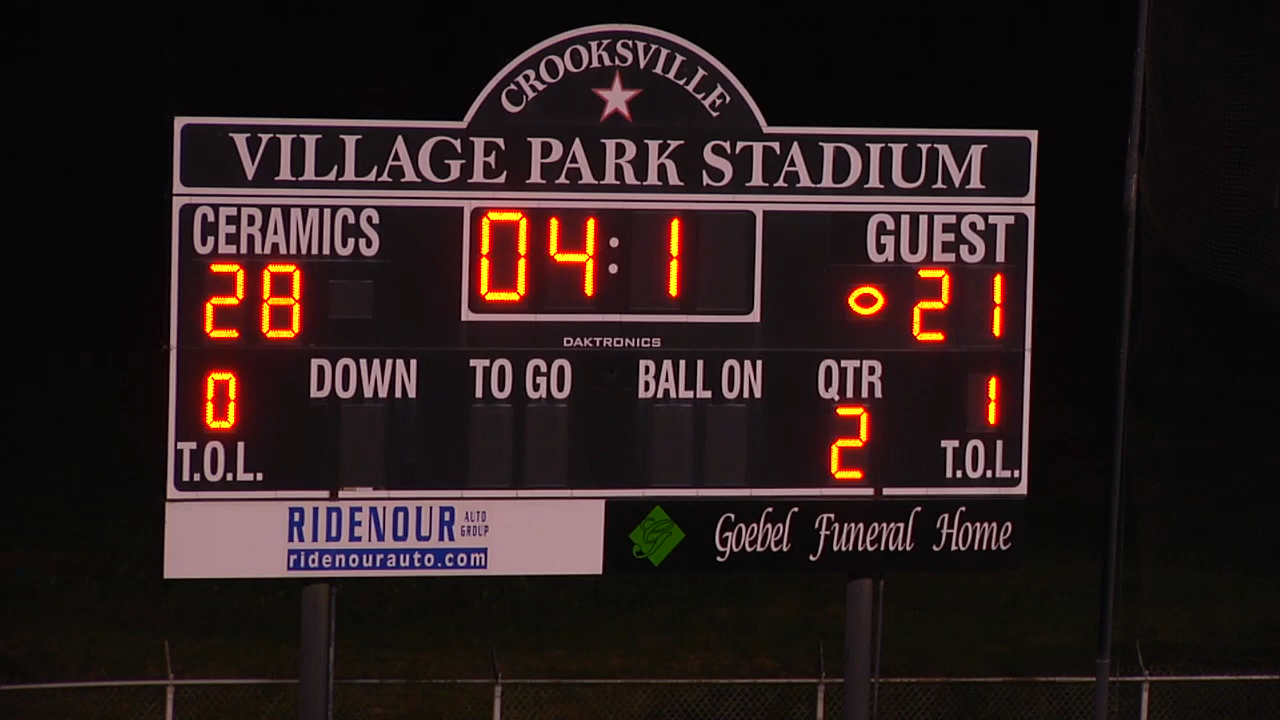 CROOKSVILLE
VILLAGE PARK STADIUM
CERAMICS 04:1 GUEST
28 21
DAKTRONICS
DOWN TO GO BALL ON QTR
0 2 1
T.O.L. T.O.L.
RIDENOUR AUTO GROUP
ridenourauto.com
G Goebel Funeral Home